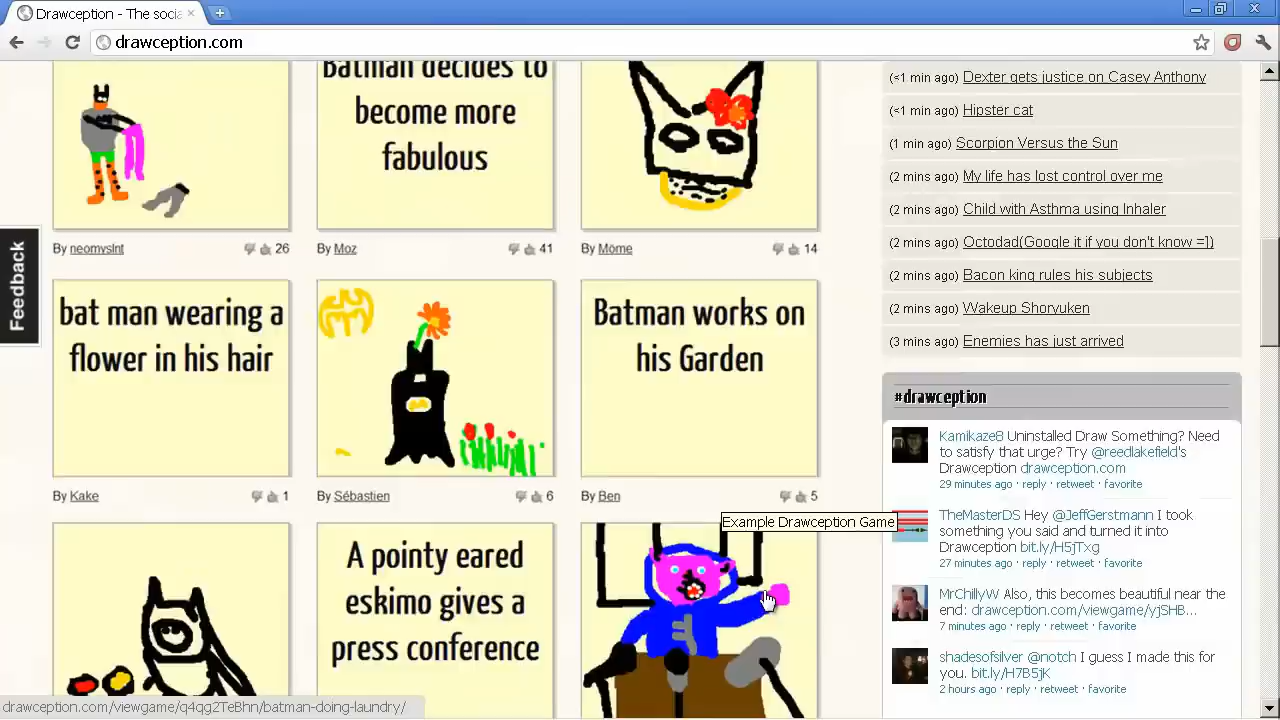 Drawception - The socia
drawception.com
Batman decides to
become more
fabulous
By neomvsInt
26
By Moz
41
By Mome
14
bat man wearing a
flower in his hair
Batman works on
his Garden
By Kake
1
By Sébastien
6
By Ben
5
Example Drawception Game
A pointy eared
eskimo gives a
press conference
Feedback
drawception.com/viewgame/q4qg2TeBhn/batman-doing-laundry/
(<1 min ago) Dexter gets justice on Casey Anthony
(<1 min ago) Hipster cat
(1 min ago) Scorpion Versus the Sun
(2 mins ago) My life has lost control over me
(2 mins ago) Child with Asthma using Inhaler
(2 mins ago) Oobodady (google it if you don't know =])
(2 mins ago) Bacon king rules his subjects
(2 mins ago) Wakeup Shoryuken
(3 mins ago) Enemies has just arrived
#drawception
azeB Uninstalled Draw Something
to satisfy that urge? Try @reedlakefield's
Drawception drawception.com
29 minutes ago · reply · retweet · favorite
TheMasterDS Hey @JeffGerstmann I took
something you said and turned it into
Drawception bit.ly/H5jT7x
27 minutes ago · reply · retweet · favorite
MrChillyW Also, this becomes beautiful near the
end: drawception.com/viewgame/yjSHB...
7 minutes ago · reply · retweet · favorite
shadesofsilver @notch I guess I made this for
you. bit.ly/H7B5jK
2 hours ago · reply · retweet · favori